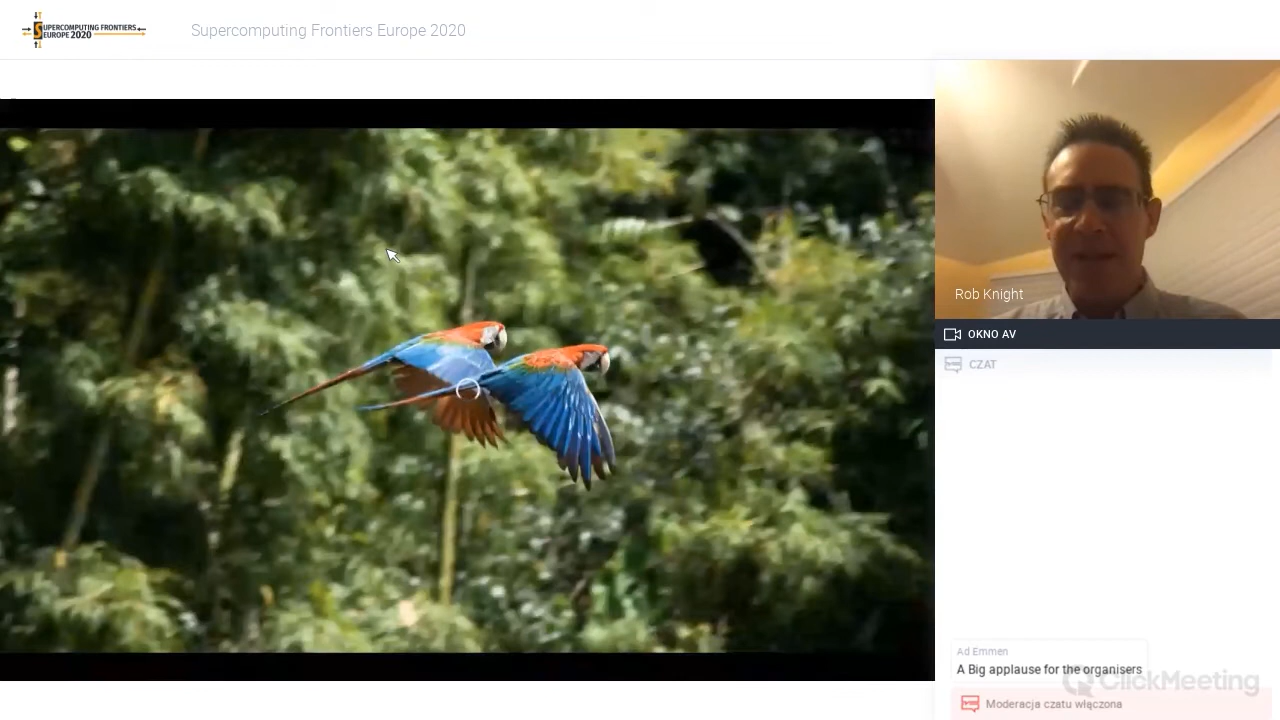 SUPERCOMPUTING FRONTIERS
EUROPE 2020
Supercomputing Frontiers Europe 2020
Rob Knight
OKNO AV
CZAT
Ad Emmen
A Big applause for the organisers
ClickMeeting
Moderacja czatu włączona